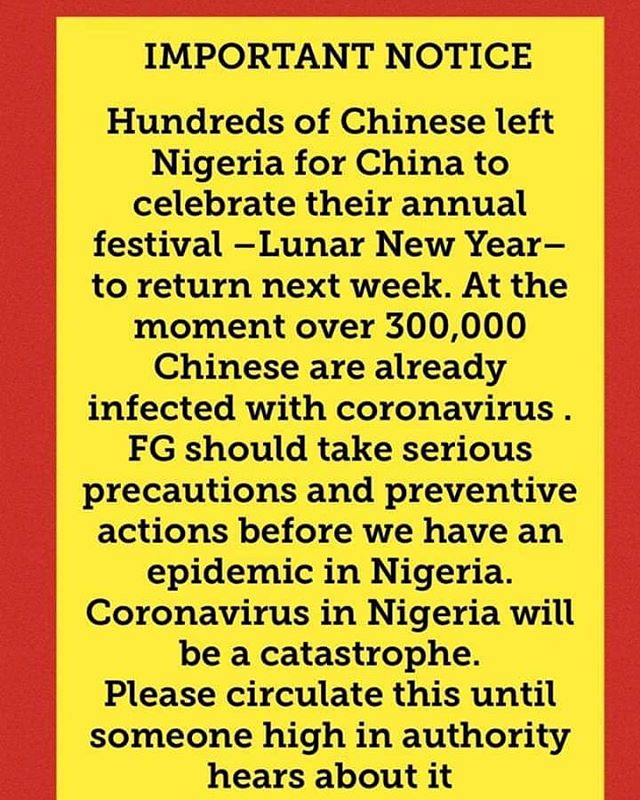 IMPORTANT NOTICE
Hundreds of Chinese left
Nigeria for China to
celebrate their annual
festival –Lunar New Year–
to return next week. At the
moment over 300,000
Chinese are already
infected with coronavirus .
FG should take serious
precautions and preventive
actions before we have an
epidemic in Nigeria.
Coronavirus in Nigeria will
be a catastrophe.
Please circulate this until
someone high in authority
hears about it